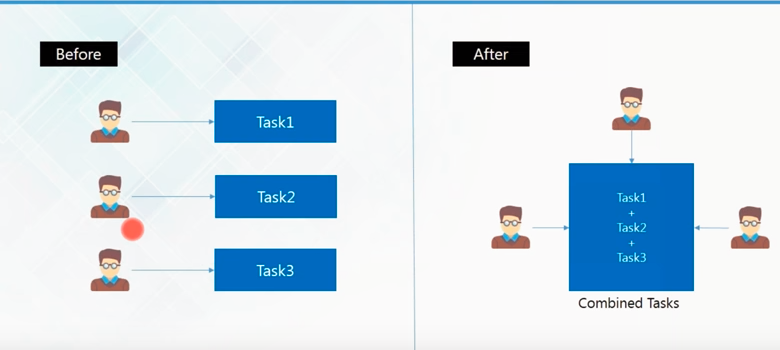 Before
Task1
Task2
Task3
After
Task1
+
Task2
+
Task3
Combined Tasks